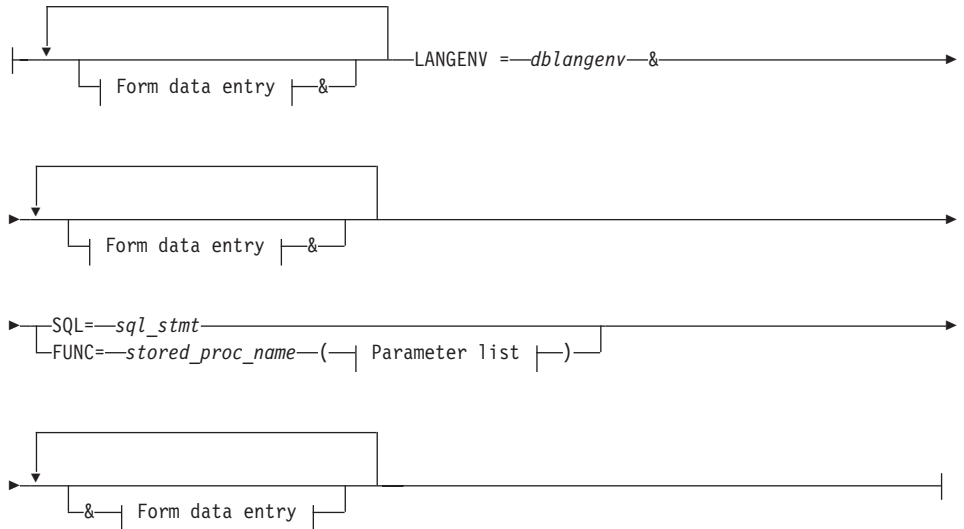 LANGENV = dblangenv &
Form data entry &
Form data entry &
SQL= sql_stmt
FUNC= stored_proc_name ( Parameter list )
& Form data entry